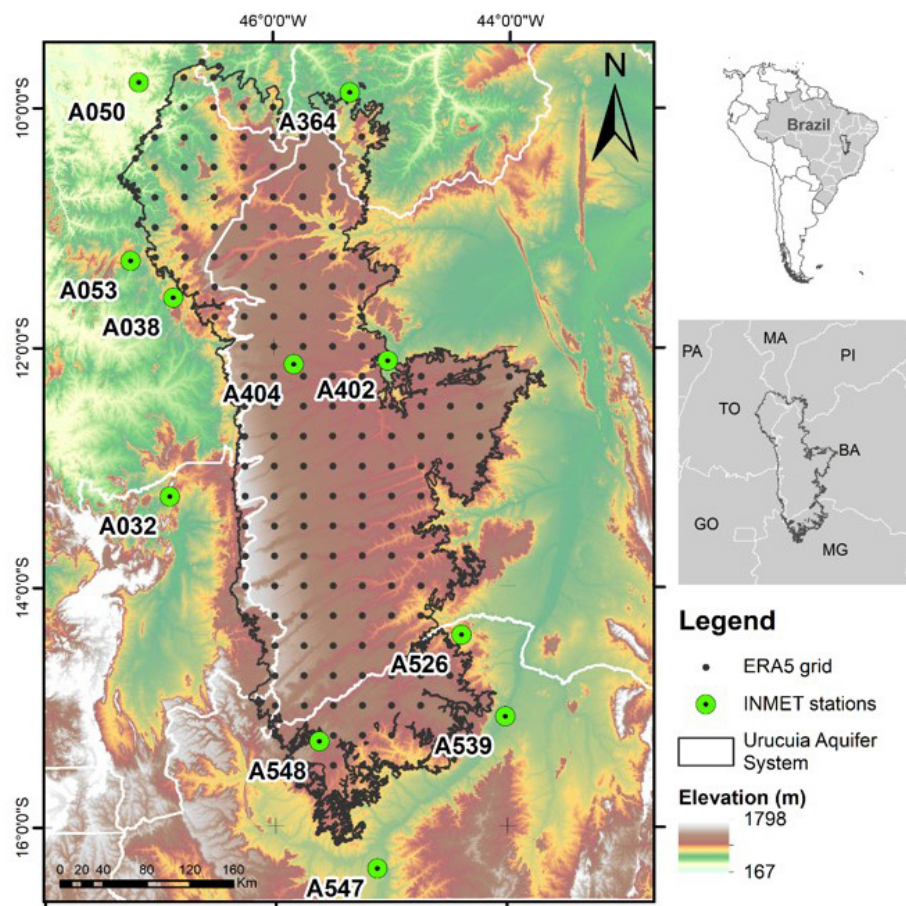 46°0'0"W
44°0'0"W
10°0'0"S
12°0'0"S
14°0'0"S
16°0'0"S
N
A050
A364
A053
A038
A404
A402
A032
A526
A539
A548
A547
0 20 40 80 120 160
Km
Brazil
PA
MA
PI
TO
BA
GO
MG
Legend
ERA5 grid
INMET stations
Urucuia Aquifer
System
Elevation (m)
1798
167